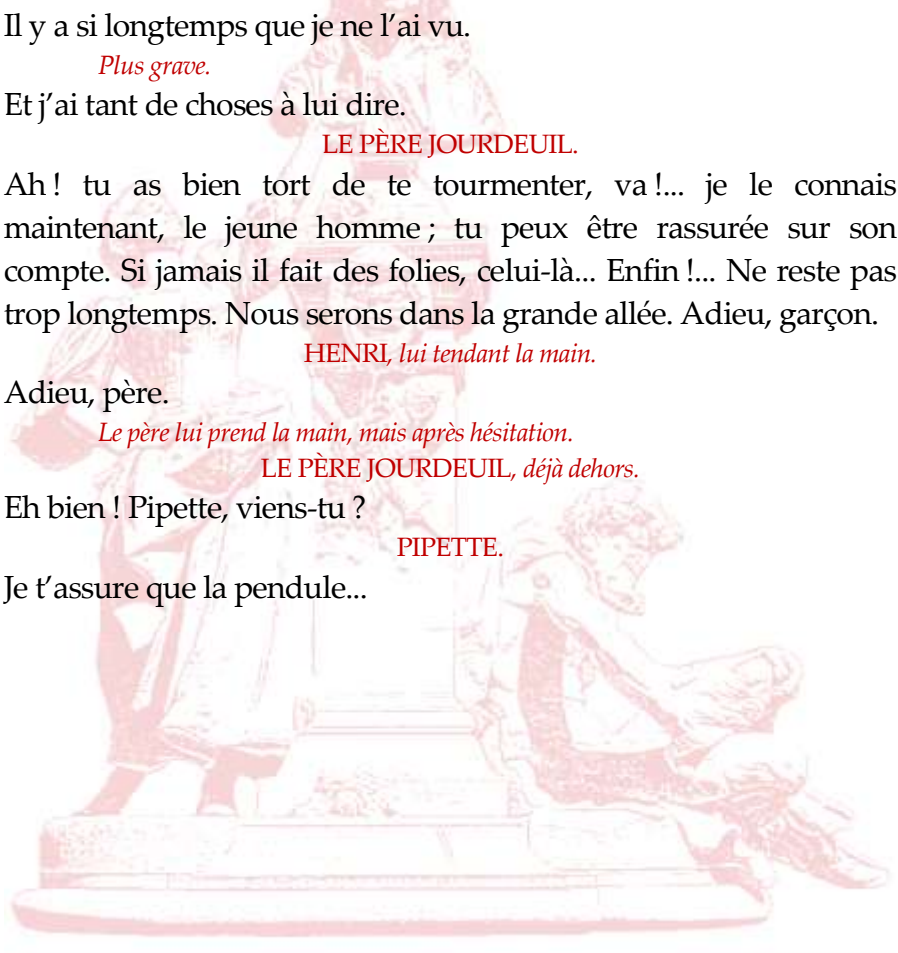 Il y a si longtemps que je ne l’ai vu.
Plus grave.
Et j’ai tant de choses à lui dire.
LE PÈRE JOURDEUIL.
Ah ! tu as bien tort de te tourmenter, va !... je le connais
maintenant, le jeune homme ; tu peux être rassurée sur son
compte. Si jamais il fait des folies, celui-là... Enfin !... Ne reste pas
trop longtemps. Nous serons dans la grande allée. Adieu, garçon.
HENRI, lui tendant la main.
Adieu, père.
Le père lui prend la main, mais après hésitation.
LE PÈRE JOURDEUIL, déjà dehors.
Eh bien ! Pipette, viens-tu ?
PIPETTE.
Je t’assure que la pendule...